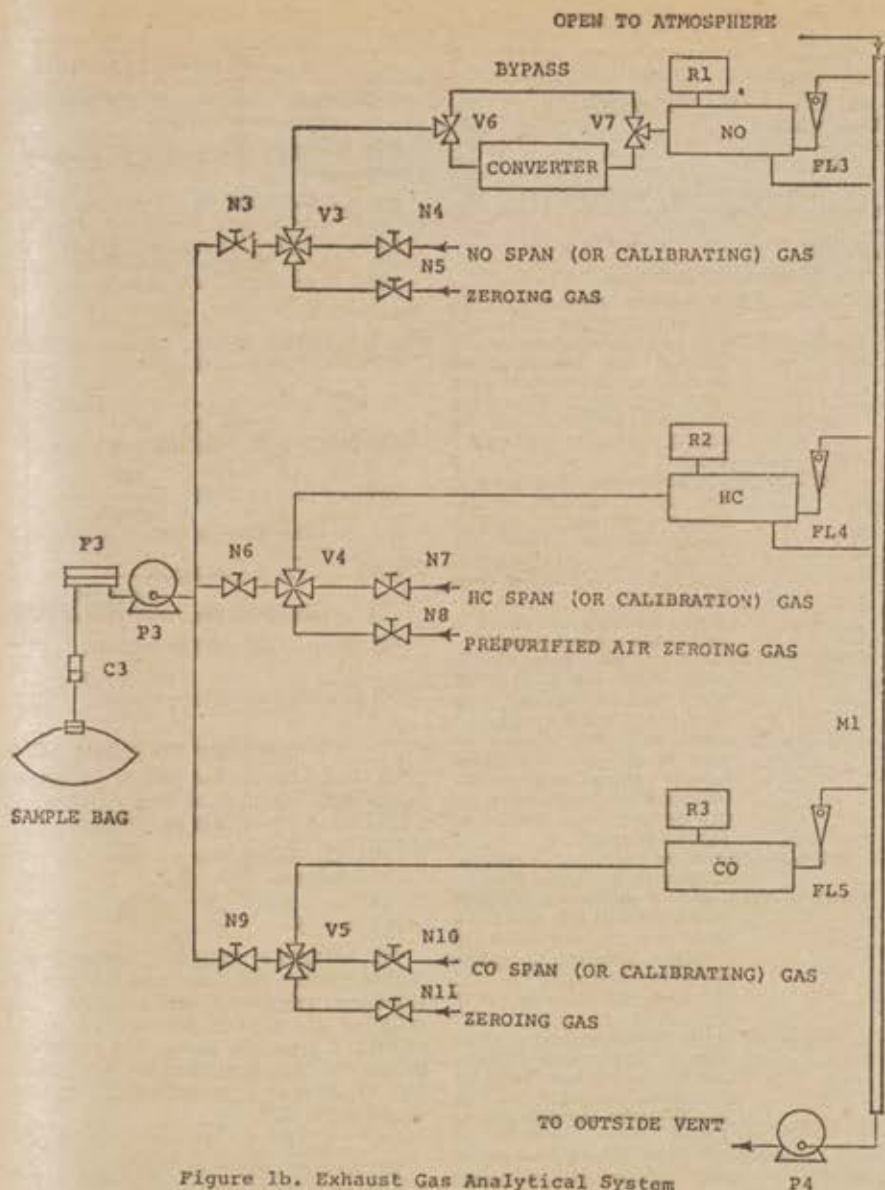 OPEN TO ATMOSPHERE
BYPASS
R1
V6
V7
NO
CONVERTER
FL3
N3
V3
N4
NO SPAN (OR CALIBRATING) GAS
N5
ZEROING GAS
R2
HC
FL4
F3
N6
V4
N7
HC SPAN (OR CALIBRATION) GAS
P3
N8
PREPURIFIED AIR ZEROING GAS
C3
M1
SAMPLE BAG
R3
CO
FL5
N9
V5
N10
CO SPAN (OR CALIBRATING) GAS
N11
ZEROING GAS
TO OUTSIDE VENT
Figure 1b. Exhaust Gas Analytical System
P4